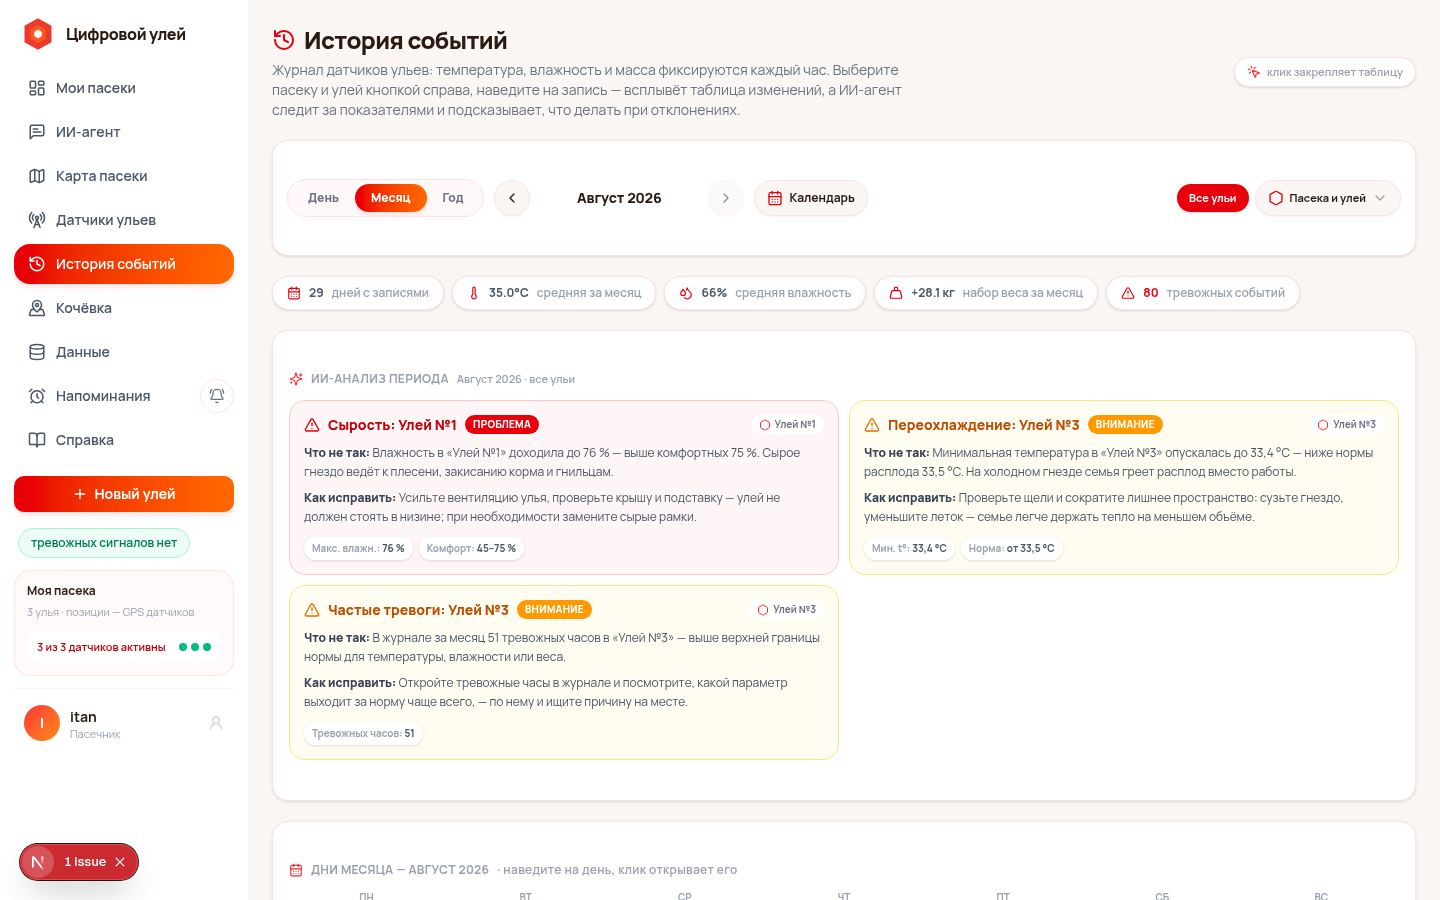 Цифровой улей
Мои пасеки
ИИ-агент
Карта пасеки
Датчики ульев
История событий
Кочёвка
Данные
Напоминания
Справка
+ Новый улей
тревожных сигналов нет
Моя пасека
3 улья · позиции — GPS датчиков
3 из 3 датчиков активны
I
itan
Пасечник
N
1 Issue
История событий
Журнал датчиков ульев: температура, влажность и масса фиксируются каждый час. Выберите
пасеку и улей кнопкой справа, наведите на запись — всплывёт таблица изменений, а ИИ-агент
следит за показателями и подсказывает, что делать при отклонениях.
клик закрепляет таблицу
День Месяц Год
Август 2026
Календарь
Все ульи
Пасека и улей
29 дней с записями
35.0°C средняя за месяц
66% средняя влажность
+28.1 кг набор веса за месяц
80 тревожных событий
ИИ-АНАЛИЗ ПЕРИОДА Август 2026 · все ульи
Сырость: Улей №1 ПРОБЛЕМА Улей №1
Что не так: Влажность в «Улей №1» доходила до 76 % — выше комфортных 75 %. Сырое
гнездо ведёт к плесени, закисанию корма и гнильцам.
Как исправить: Усильте вентиляцию улья, проверьте крышу и подставку — улей не
должен стоять в низине; при необходимости замените сырые рамки.
Макс. влажн.: 76 % Комфорт: 45–75 %
Переохлаждение: Улей №3 ВНИМАНИЕ Улей №3
Что не так: Минимальная температура в «Улей №3» опускалась до 33,4 °C — ниже нормы
расплода 33,5 °C. На холодном гнезде семья греет расплод вместо работы.
Как исправить: Проверьте щели и сократите лишнее пространство: сузьте гнездо,
уменьшите леток — семье легче держать тепло на меньшем объёме.
Мин. t°: 33,4 °C Норма: от 33,5 °C
Частые тревоги: Улей №3 ВНИМАНИЕ Улей №3
Что не так: В журнале за месяц 51 тревожных часов в «Улей №3» — выше верхней границы
нормы для температуры, влажности или веса.
Как исправить: Откройте тревожные часы в журнале и посмотрите, какой параметр
выходит за норму чаще всего, — по нему и ищите причину на месте.
Тревожных часов: 51
ДНИ МЕСЯЦА — АВГУСТ 2026 · наведите на день, клик открывает его
ПН ВТ СР ЧТ ПТ СБ ВС